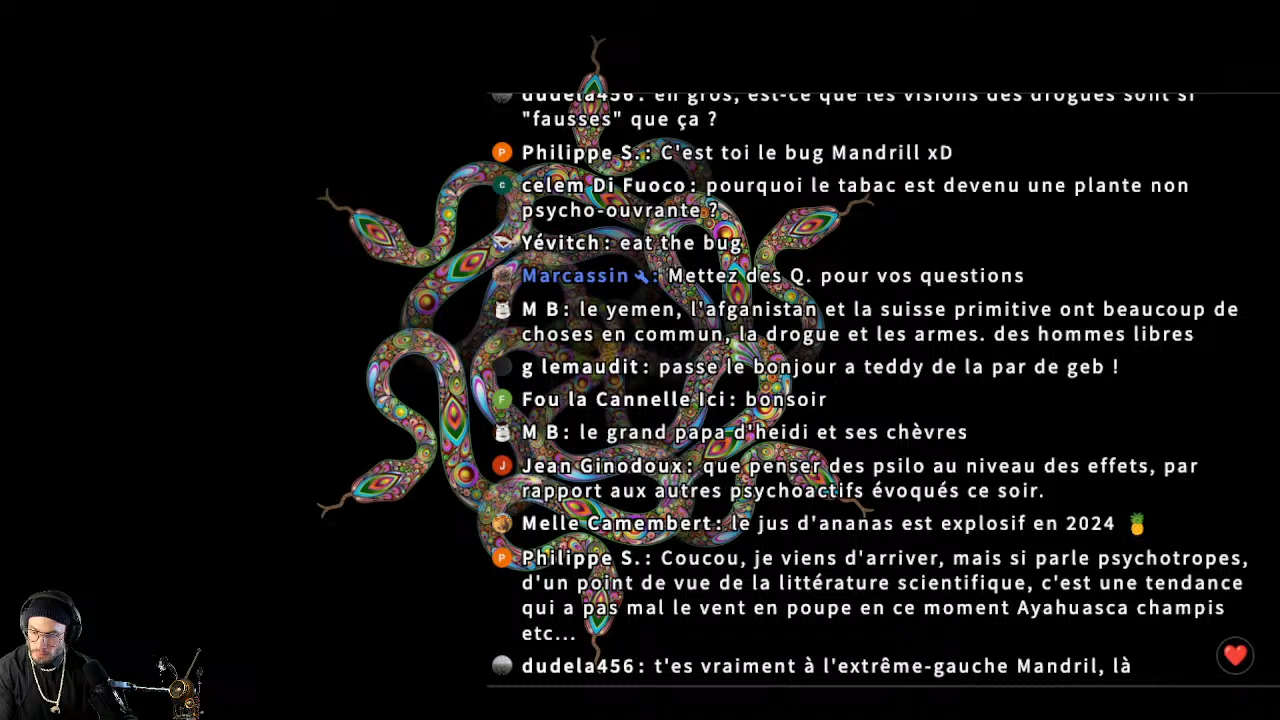 dudela456: en gros, est-ce que les visions des drogues sont si
"fausses" que ça ?
P Philippe S.: C'est toi le bug Mandrill xD
c celem Di Fuoco: pourquoi le tabac est devenu une plante non
psycho-ouvrante ?
Yévitch: eat the bug
Marcassin: Mettez des Q. pour vos questions
M B: le yemen, l'afganistan et la suisse primitive ont beaucoup de
choses en commun, la drogue et les armes. des hommes libres
g lemaudit: passe le bonjour a teddy de la par de geb !
F Fou la Cannelle Ici: bonsoir
M B: le grand papa d'heidi et ses chèvres
J Jean Ginodoux: que penser des psilo au niveau des effets, par
rapport aux autres psychoactifs évoqués ce soir.
Melle Camembert: le jus d'ananas est explosif en 2024 🍍
P Philippe S.: Coucou, je viens d'arriver, mais si parle psychotropes,
d'un point de vue de la littérature scientifique, c'est une tendance
qui a pas mal le vent en poupe en ce moment Ayahuasca champis
etc...
dudela456: t'es vraiment à l'extrême-gauche Mandril, là